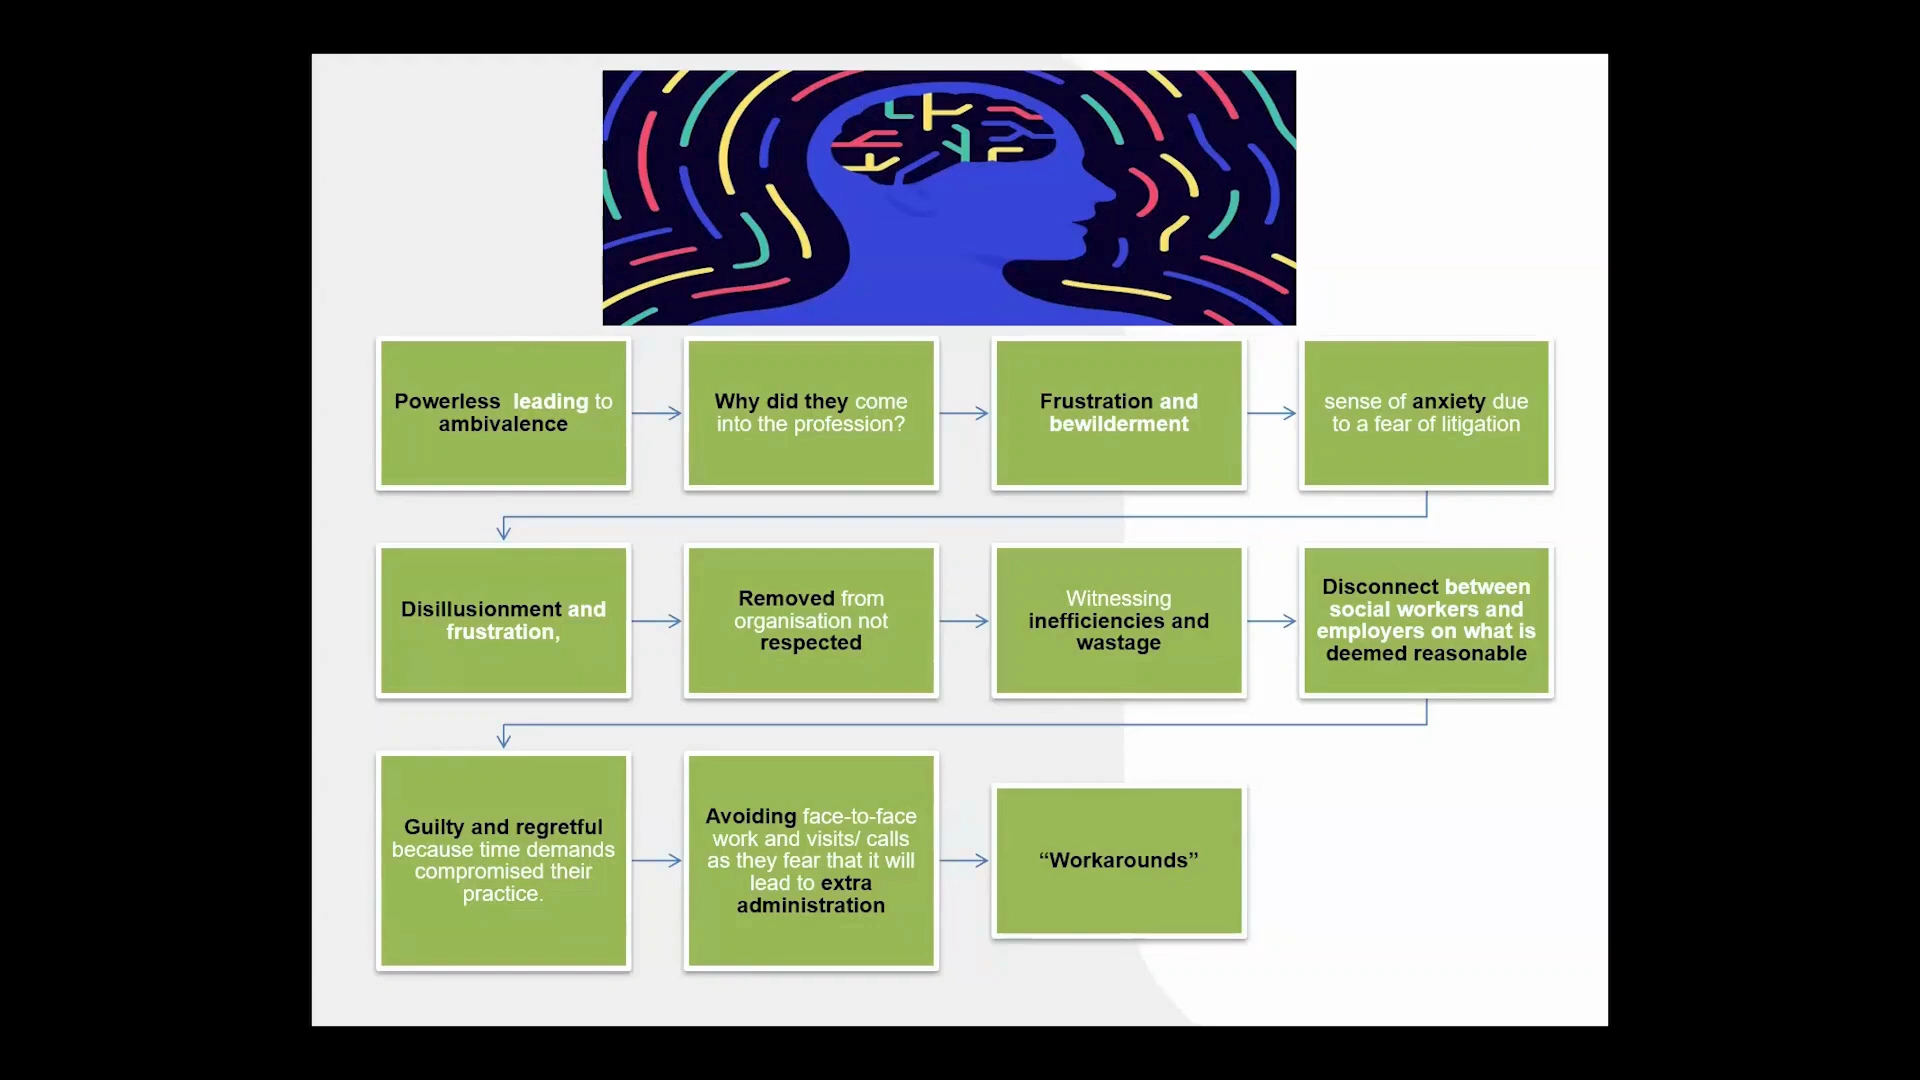 Powerless leading to
ambivalence
Why did they come
into the profession?
Frustration and
bewilderment
sense of anxiety due
to a fear of litigation
Disillusionment and
frustration,
Removed from
organisation not
respected
Witnessing
inefficiencies and
wastage
Disconnect between
social workers and
employers on what is
deemed reasonable
Guilty and regretful
because time demands
compromised their
practice.
Avoiding face-to-face
work and visits/ calls
as they fear that it will
lead to extra
administration
“Workarounds”